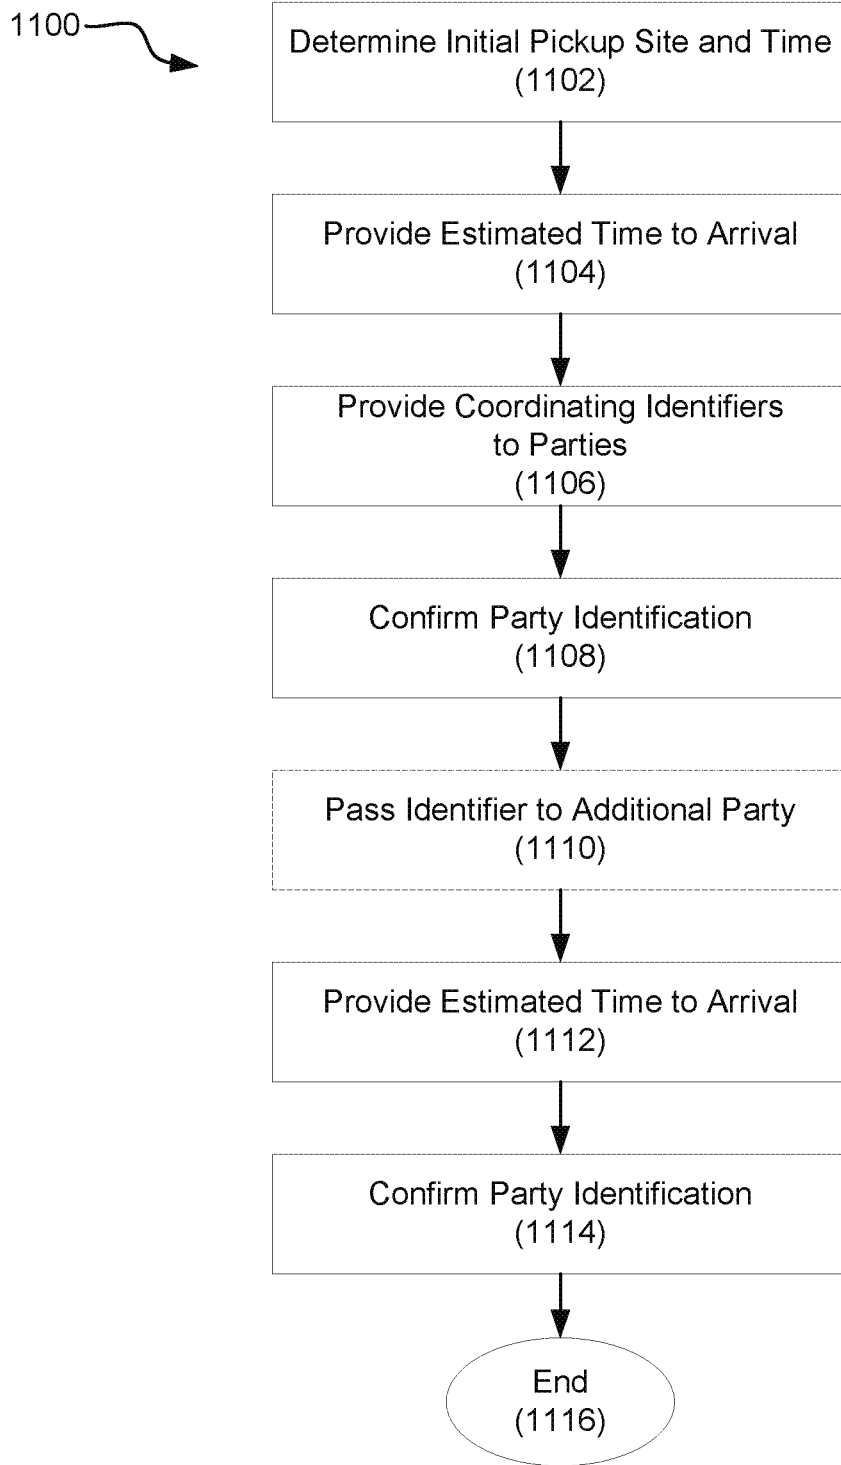 1100
Determine Initial Pickup Site and Time
(1102)
Provide Estimated Time to Arrival
(1104)
Provide Coordinating Identifiers
to Parties
(1106)
Confirm Party Identification
(1108)
Pass Identifier to Additional Party
(1110)
Provide Estimated Time to Arrival
(1112)
Confirm Party Identification
(1114)
End
(1116)